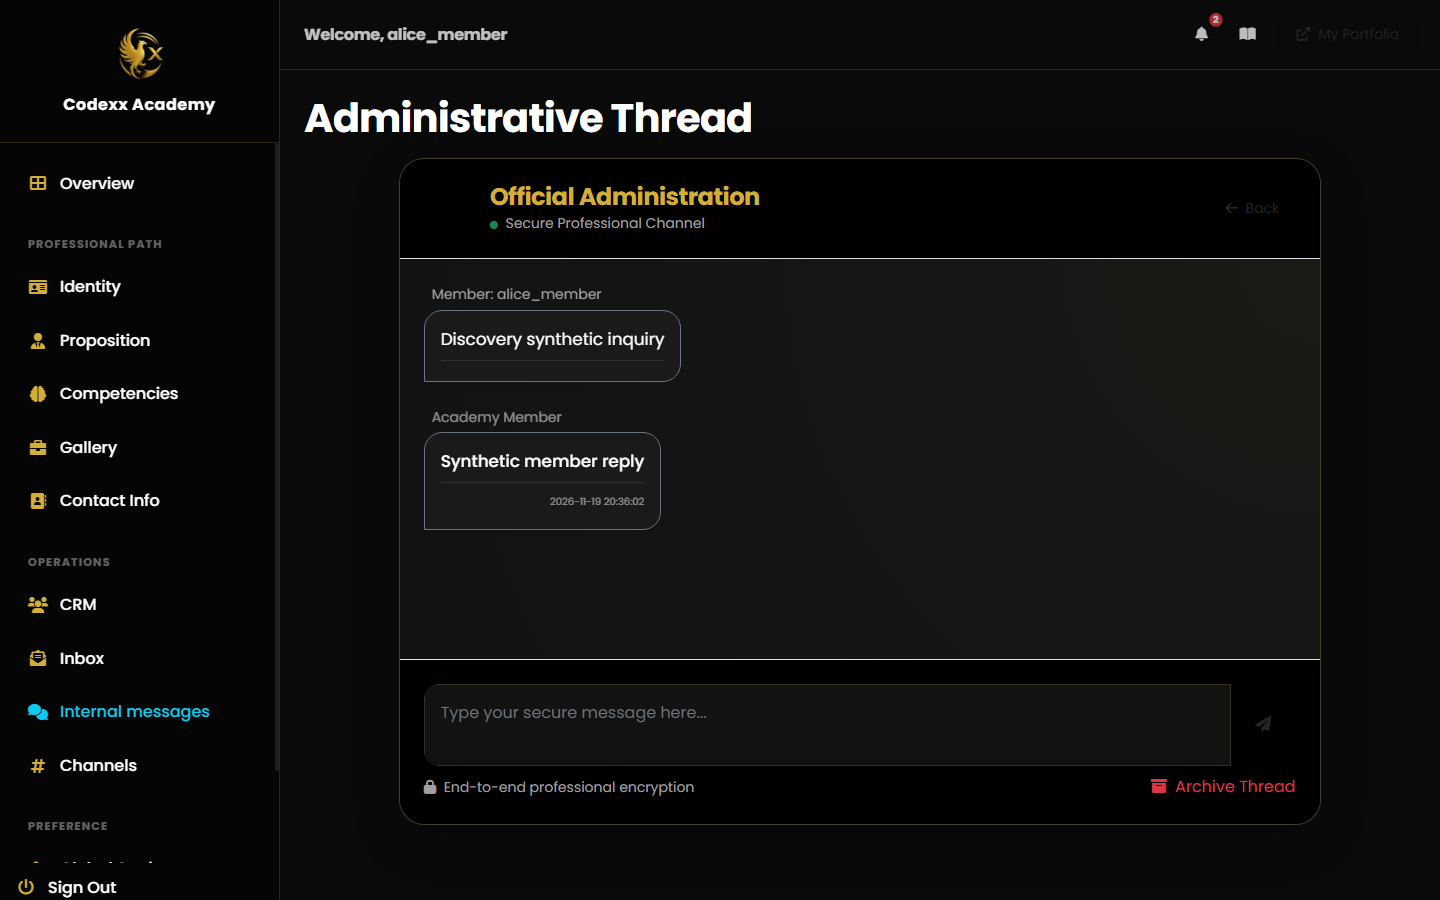 Codexx Academy
Overview
PROFESSIONAL PATH
Identity
Proposition
Competencies
Gallery
Contact Info
OPERATIONS
CRM
Inbox
Internal messages
Channels
PREFERENCE
Sign Out
Welcome, alice_member
2
My Portfolio
Administrative Thread
Official Administration
Secure Professional Channel
Back
Member: alice_member
Discovery synthetic inquiry
Academy Member
Synthetic member reply
2026-11-19 20:36:02
Type your secure message here...
End-to-end professional encryption
Archive Thread